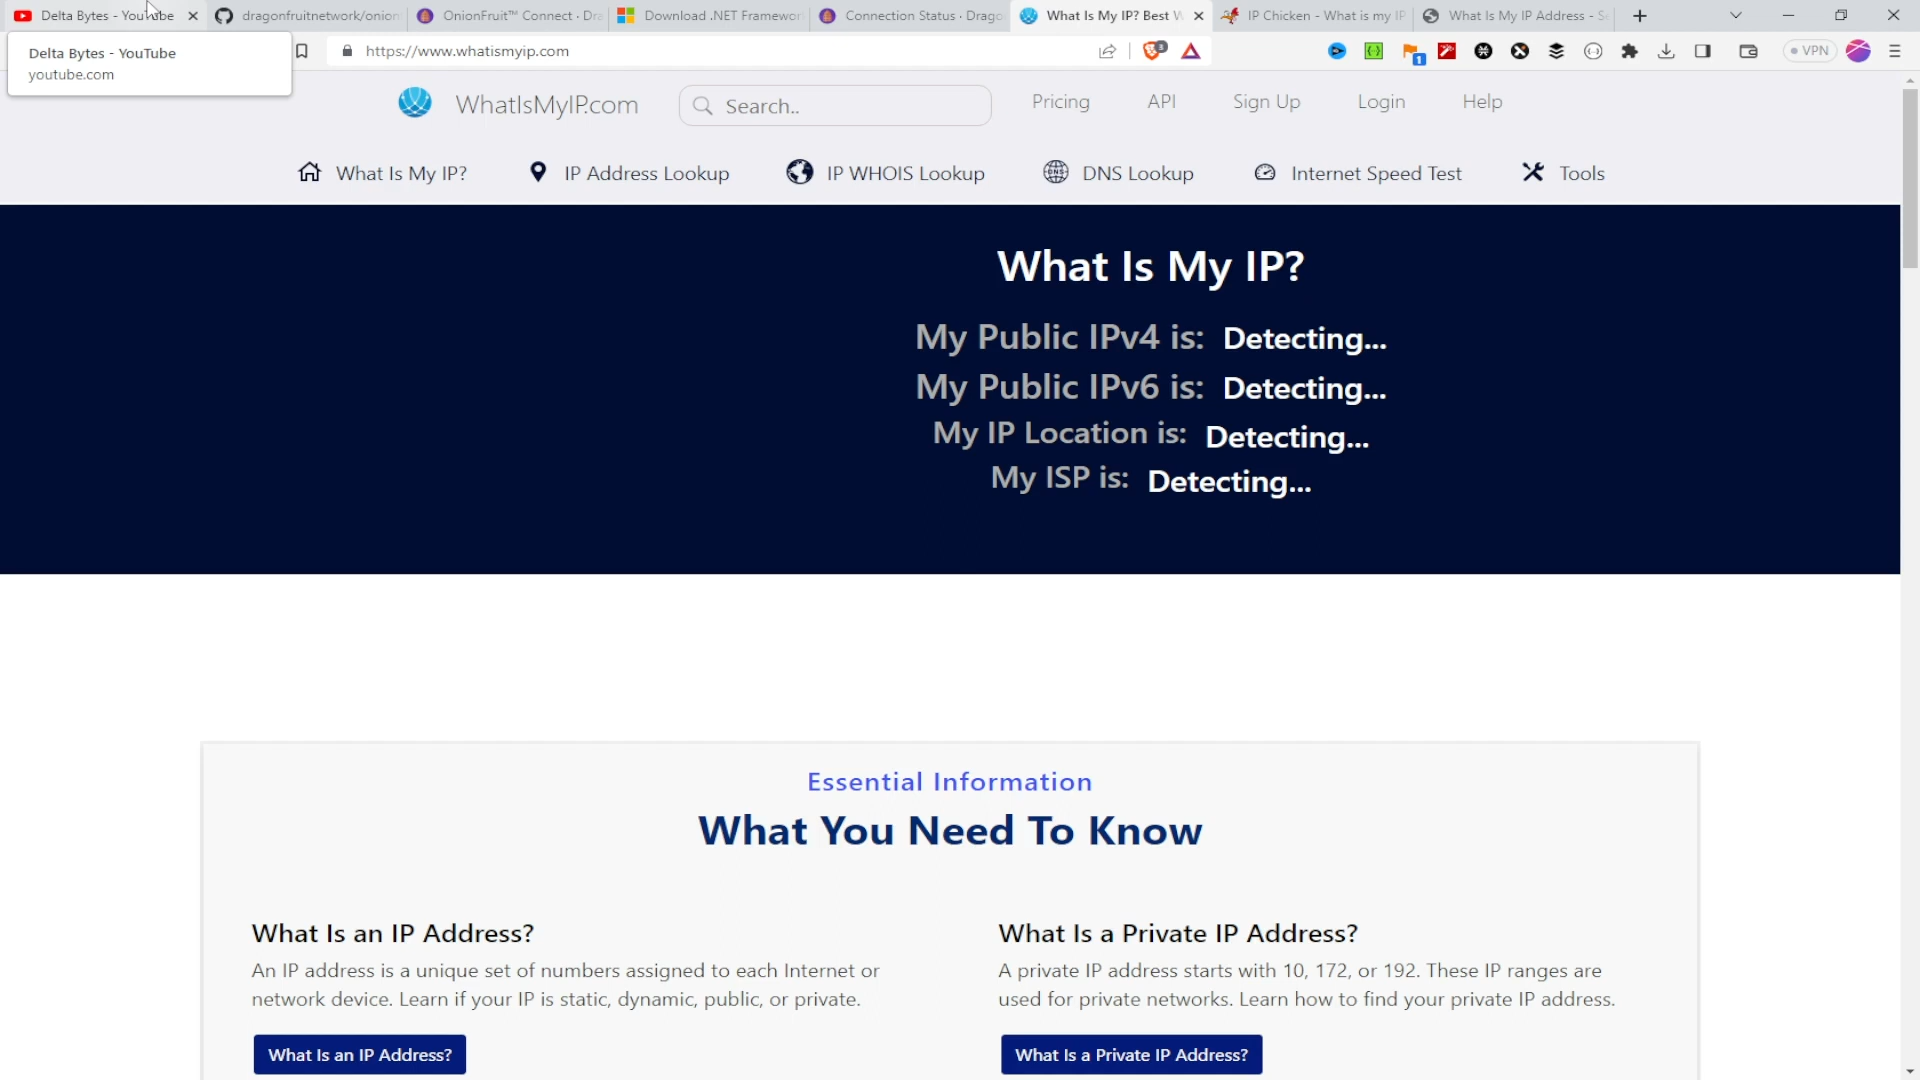 Delta Bytes - YouTube
dragonfruitnetwork/onion
OnionFruit™ Connect · Dra
Download .NET Framewor
Connection Status · Drago
What Is My IP? Best W
IP Chicken - What is my IP
What Is My IP Address - S
Delta Bytes - YouTube
youtube.com
https://www.whatismyip.com
3
1
VPN
WhatIsMyIP.com
Search..
Pricing
API
Sign Up
Login
Help
What Is My IP?
IP Address Lookup
IP WHOIS Lookup
DNS
DNS Lookup
Internet Speed Test
Tools
What Is My IP?
My Public IPv4 is: Detecting...
My Public IPv6 is: Detecting...
My IP Location is: Detecting...
My ISP is: Detecting...
Essential Information
What You Need To Know
What Is an IP Address?
An IP address is a unique set of numbers assigned to each Internet or
network device. Learn if your IP is static, dynamic, public, or private.
What Is an IP Address?
What Is a Private IP Address?
A private IP address starts with 10, 172, or 192. These IP ranges are
used for private networks. Learn how to find your private IP address.
What Is a Private IP Address?